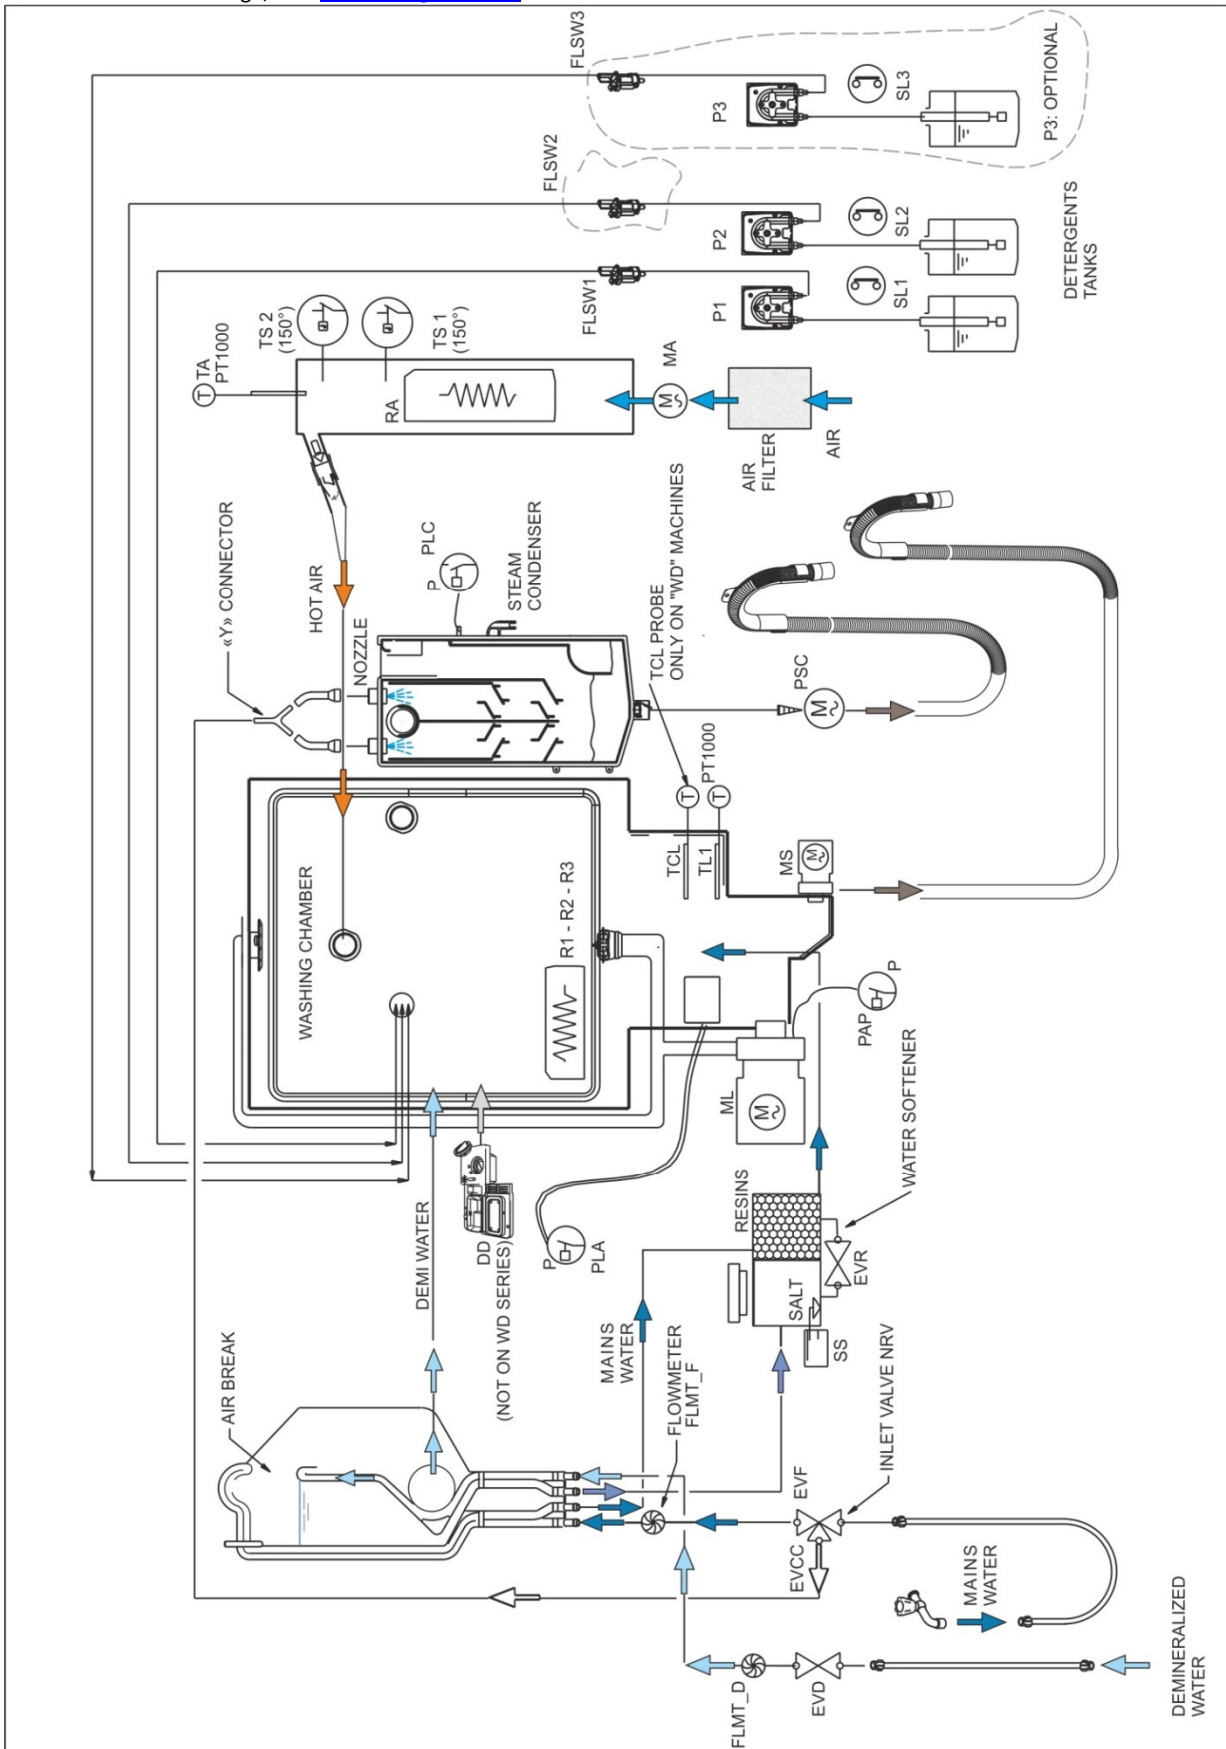 FLSW3
P3
SL3
P3: OPTIONAL
FLSW2
P2
SL2
FLSW1
P1
SL1
DETERGENTS
TANKS
TA
PT1000
T
TS 2
(150°)
TS 1
(150°)
RA
MA
M
AIR
FILTER
AIR
«Y» CONNECTOR
HOT AIR
NOZZLE
P
PLC
STEAM
CONDENSER
TCL PROBE
ONLY ON "WD" MACHINES
PSC
M
WASHING CHAMBER
R1 - R2 - R3
TCL
T
TL1
T
PT1000
MS
M
ML
M
PAP
P
DEMI WATER
DD
(NOT ON WD SERIES)
P
PLA
RESINS
SALT
EVR
SS
WATER SOFTENER
AIR BREAK
MAINS
WATER
FLOWMETER
FLMT_F
EVF
EVCC
INLET VALVE NRV
MAINS
WATER
FLMT_D
EVD
DEMINERALIZED
WATER